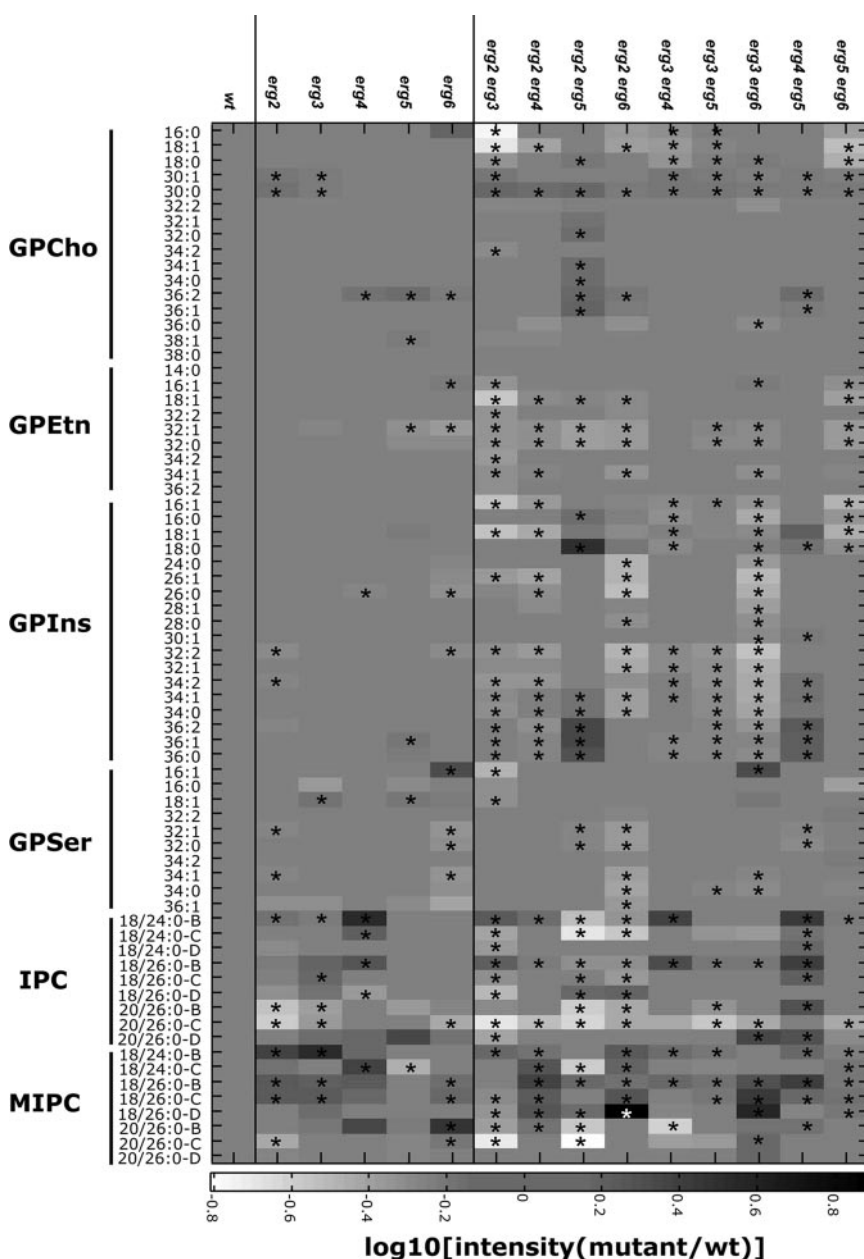 wt
erg2
erg3
erg4
erg5
erg6
erg2 erg3
erg2 erg4
erg2 erg5
erg2 erg6
erg3 erg4
erg3 erg5
erg3 erg6
erg4 erg5
erg5 erg6
GPCho
16:0
18:1
18:0
30:1
30:0
32:2
32:1
32:0
34:2
34:1
34:0
36:2
36:1
36:0
38:1
38:0
GPEtn
14:0
16:1
18:1
32:2
32:1
32:0
34:2
34:1
36:2
GPIns
16:1
16:0
18:1
18:0
24:0
26:1
26:0
28:1
28:0
30:1
32:2
32:1
34:2
34:1
34:0
36:2
36:1
36:0
GPSer
16:1
16:0
18:1
32:2
32:1
32:0
34:2
34:1
34:0
36:1
IPC
18/24:0-B
18/24:0-C
18/24:0-D
18/26:0-B
18/26:0-C
18/26:0-D
20/26:0-B
20/26:0-C
20/26:0-D
MIPC
18/24:0-B
18/24:0-C
18/26:0-B
18/26:0-C
18/26:0-D
20/26:0-B
20/26:0-C
20/26:0-D
-0.8
-0.6
-0.4
0
0.2
0.4
0.6
0.8
log10[intensity(mutant/wt)]